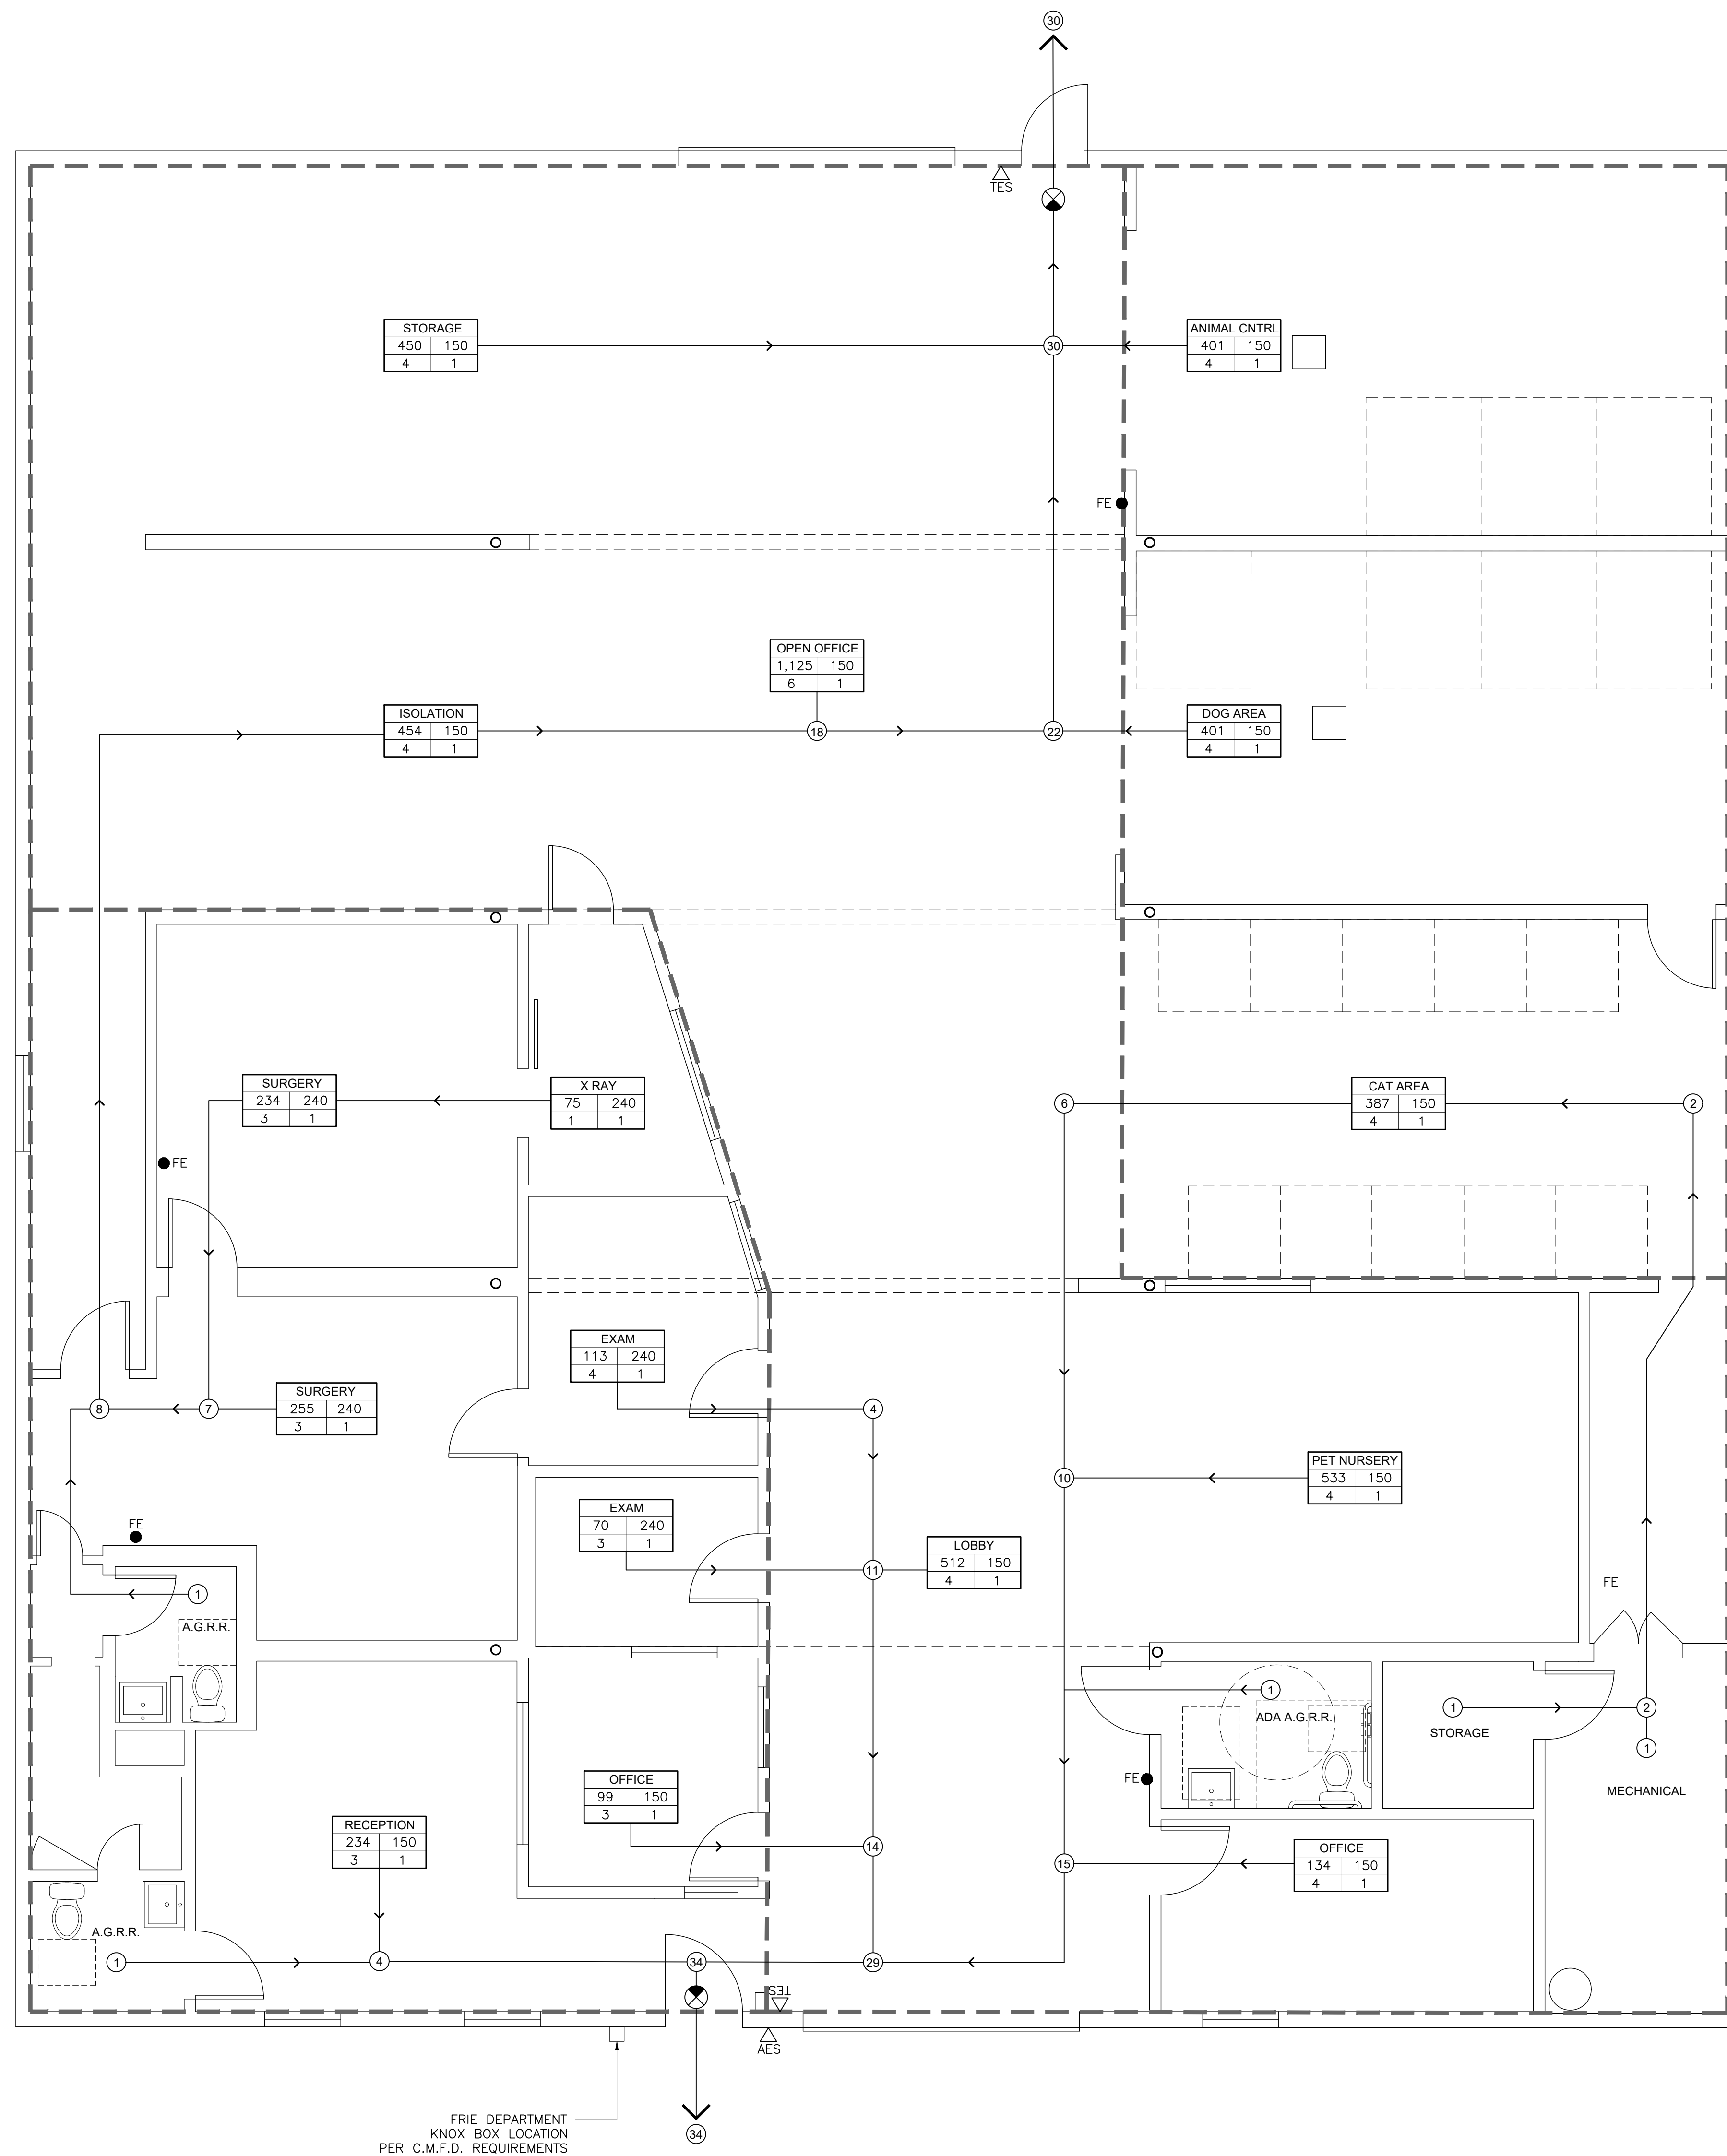 30
TES
STORAGE
450 150
4 1
30
ANIMAL CNTRL
401 150
4 1
FE
OPEN OFFICE
1,125 150
6 1
ISOLATION
454 150
4 1
18
22
DOG AREA
401 150
4 1
SURGERY
234 240
3 1
X RAY
75 240
1 1
6
CAT AREA
387 150
4 1
2
FE
EXAM
113 240
4 1
SURGERY
255 240
3 1
8
7
4
PET NURSERY
533 150
4 1
10
EXAM
70 240
3 1
FE
11
LOBBY
512 150
4 1
FE
1
A.G.R.R.
1
ADA A.G.R.R.
1
STORAGE
2
1
MECHANICAL
FE
OFFICE
99 150
3 1
RECEPTION
234 150
3 1
14
15
OFFICE
134 150
4 1
A.G.R.R.
1
4
34
29
TES
AES
FRIE DEPARTMENT
KNOX BOX LOCATION
PER C.M.F.D. REQUIREMENTS
34